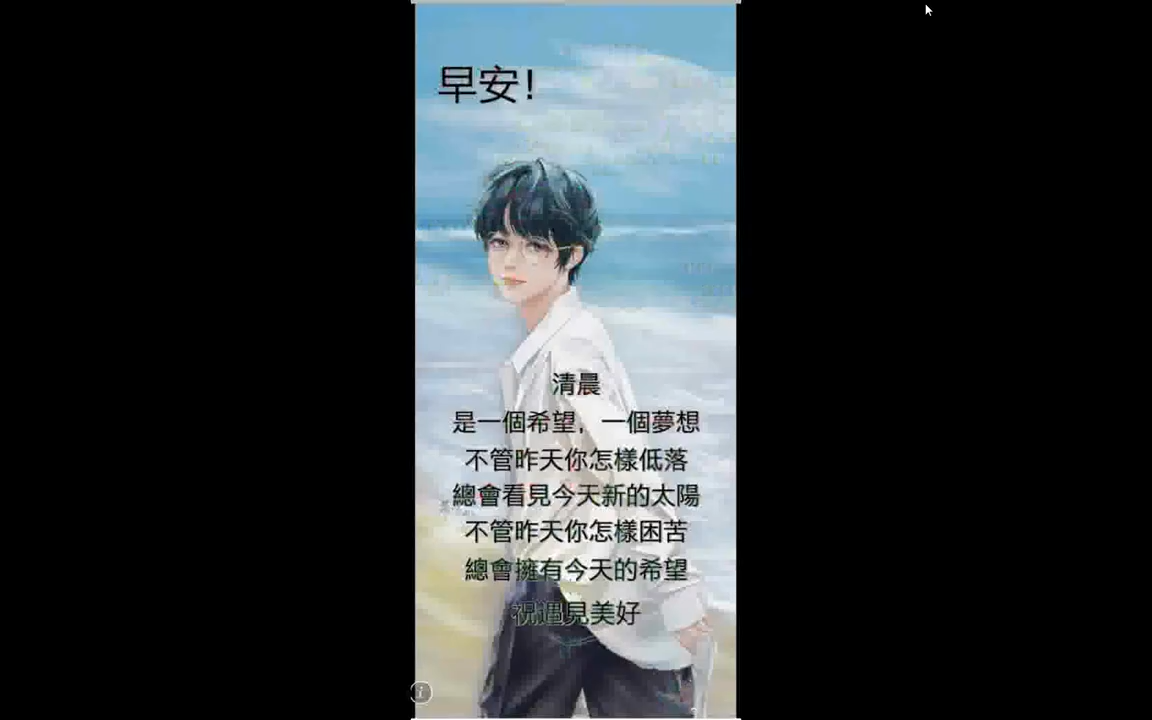 早安!
清晨
是一個希望，一個夢想
不管昨天你怎樣低落
總會看見今天新的太陽
不管昨天你怎樣困苦
總會擁有今天的希望
祝遇見美好